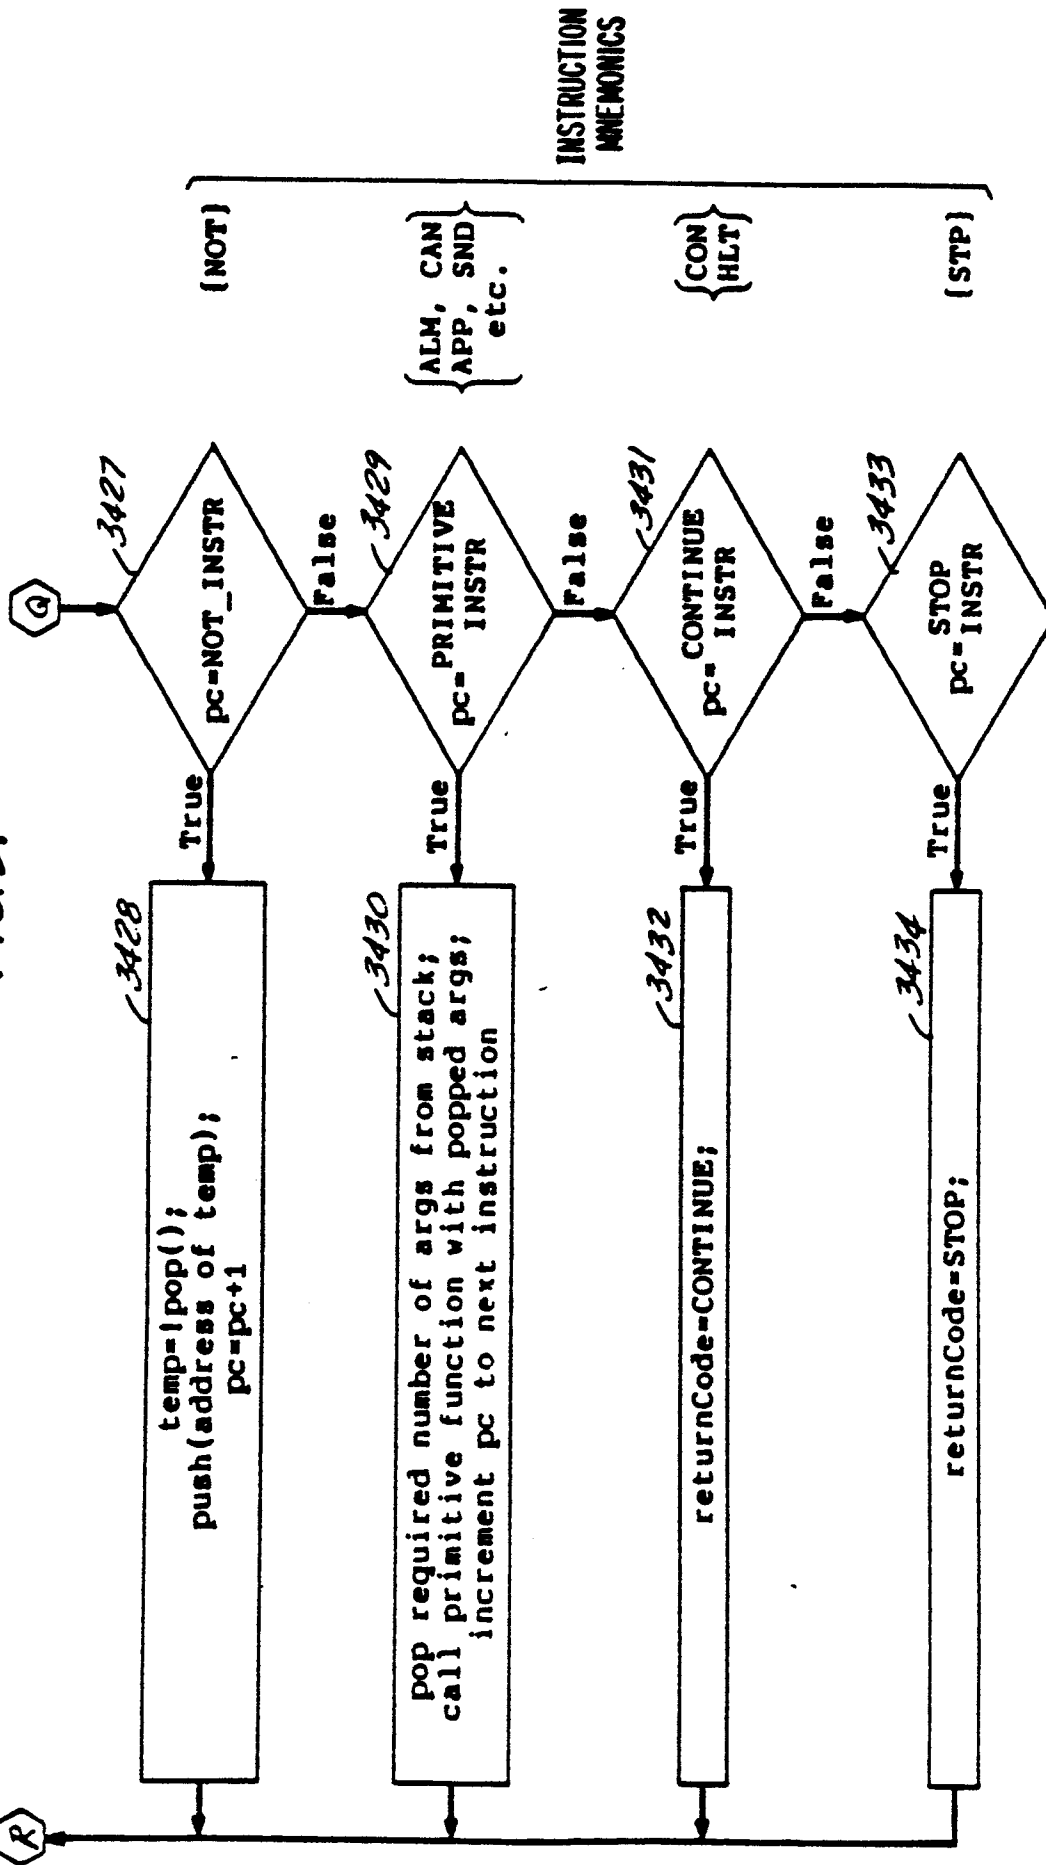 Q
3427
pc=NOT_INSTR
True
False
{NOT}
3428
temp=!pop();
push(address of temp);
pc=pc+1
3429
pc=PRIMITIVE
INSTR
True
False
{ALM, CAN
APP, SND
etc.}
3430
pop required number of args from stack;
call primitive function with popped args;
increment pc to next instruction
3431
pc=CONTINUE
INSTR
True
False
{CON
HLT}
3432
returnCode=CONTINUE;
3433
pc=STOP
INSTR
True
{STP}
3434
returnCode=STOP;
R
INSTRUCTION
MNEMONICS